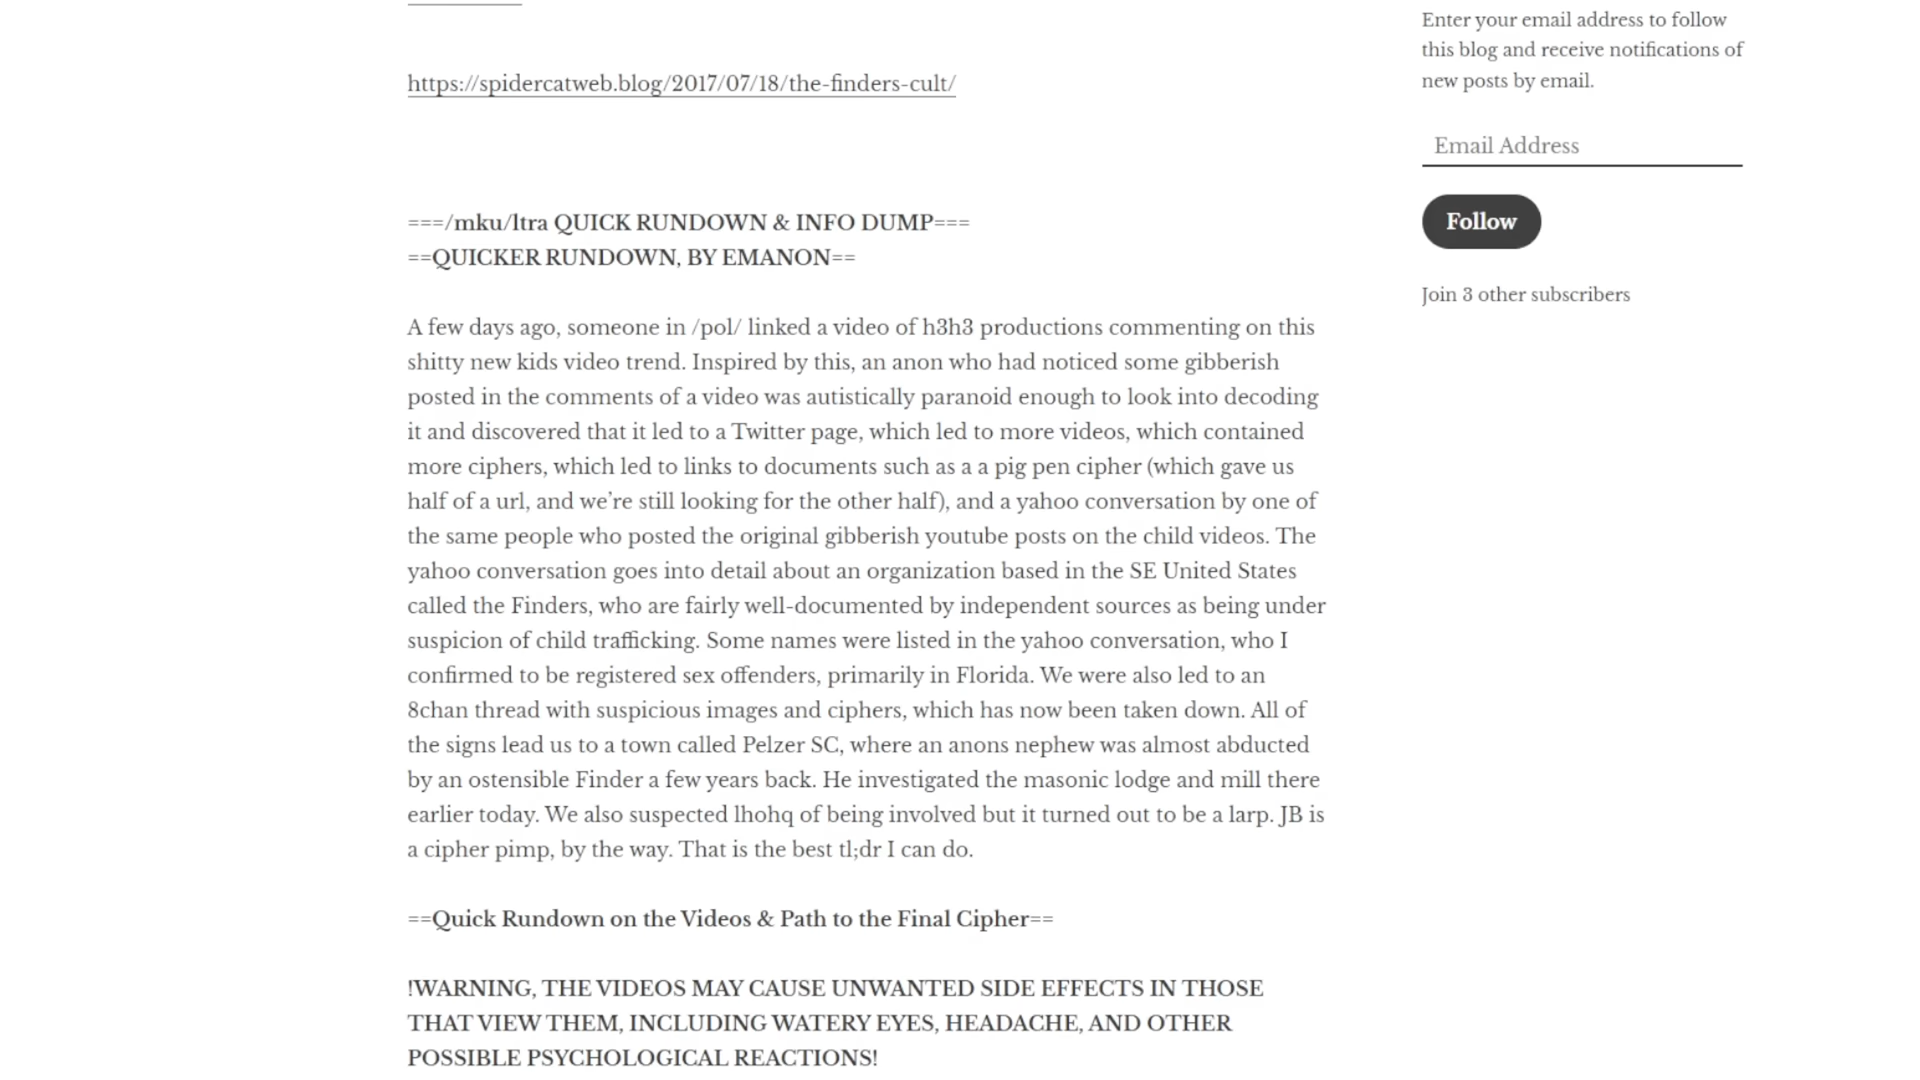 https://spidercatweb.blog/2017/07/18/the-finders-cult/
===/mku/ltra QUICK RUNDOWN & INFO DUMP===
==QUICKER RUNDOWN, BY EMANON==
A few days ago, someone in /pol/ linked a video of h3h3 productions commenting on this
shitty new kids video trend. Inspired by this, an anon who had noticed some gibberish
posted in the comments of a video was autistically paranoid enough to look into decoding
it and discovered that it led to a Twitter page, which led to more videos, which contained
more ciphers, which led to links to documents such as a a pig pen cipher (which gave us
half of a url, and we’re still looking for the other half), and a yahoo conversation by one of
the same people who posted the original gibberish youtube posts on the child videos. The
yahoo conversation goes into detail about an organization based in the SE United States
called the Finders, who are fairly well-documented by independent sources as being under
suspicion of child trafficking. Some names were listed in the yahoo conversation, who I
confirmed to be registered sex offenders, primarily in Florida. We were also led to an
8chan thread with suspicious images and ciphers, which has now been taken down. All of
the signs lead us to a town called Pelzer SC, where an anons nephew was almost abducted
by an ostensible Finder a few years back. He investigated the masonic lodge and mill there
earlier today. We also suspected lhohq of being involved but it turned out to be a larp. JB is
a cipher pimp, by the way. That is the best tl;dr I can do.
==Quick Rundown on the Videos & Path to the Final Cipher==
!WARNING, THE VIDEOS MAY CAUSE UNWANTED SIDE EFFECTS IN THOSE
THAT VIEW THEM, INCLUDING WATERY EYES, HEADACHE, AND OTHER
POSSIBLE PSYCHOLOGICAL REACTIONS!
Enter your email address to follow
this blog and receive notifications of
new posts by email.
Email Address
Follow
Join 3 other subscribers